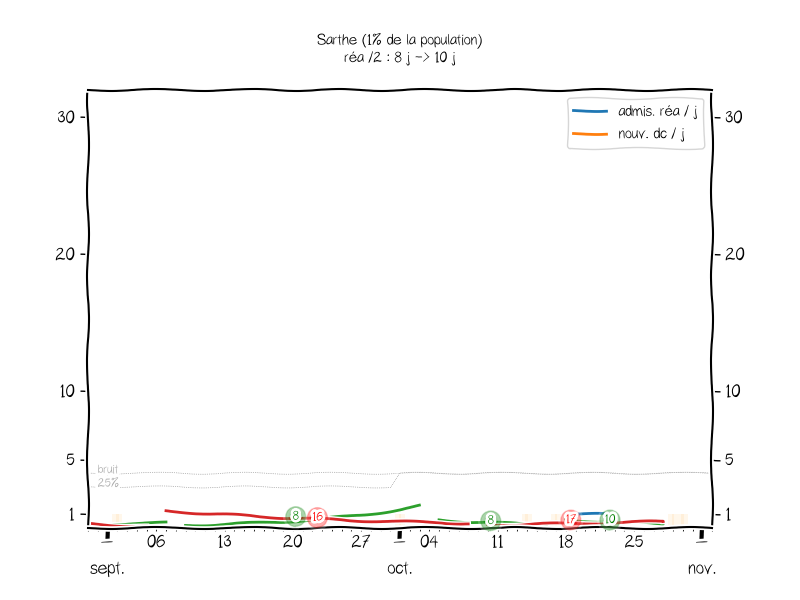 Sarthe (1% de la population)
réa /2 : 8 j -> 10 j
admis. réa / j
nouv. dc / j
30 30
20 20
10 10
5 5
bruit
25%
1 1
8 16 8 17 10
06 13 20 27 04 11 18 25
sept. oct. nov.